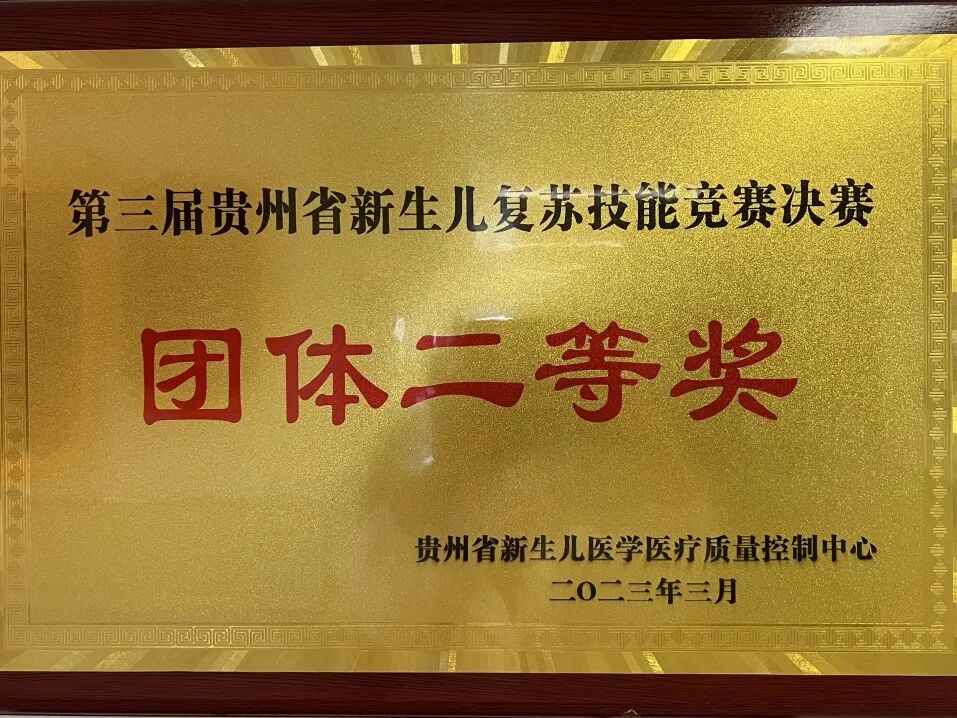 第三届贵州省新生儿复苏技能竞赛决赛
团体二等奖
贵州省新生儿医学医疗质量控制中心
二O二三年三月